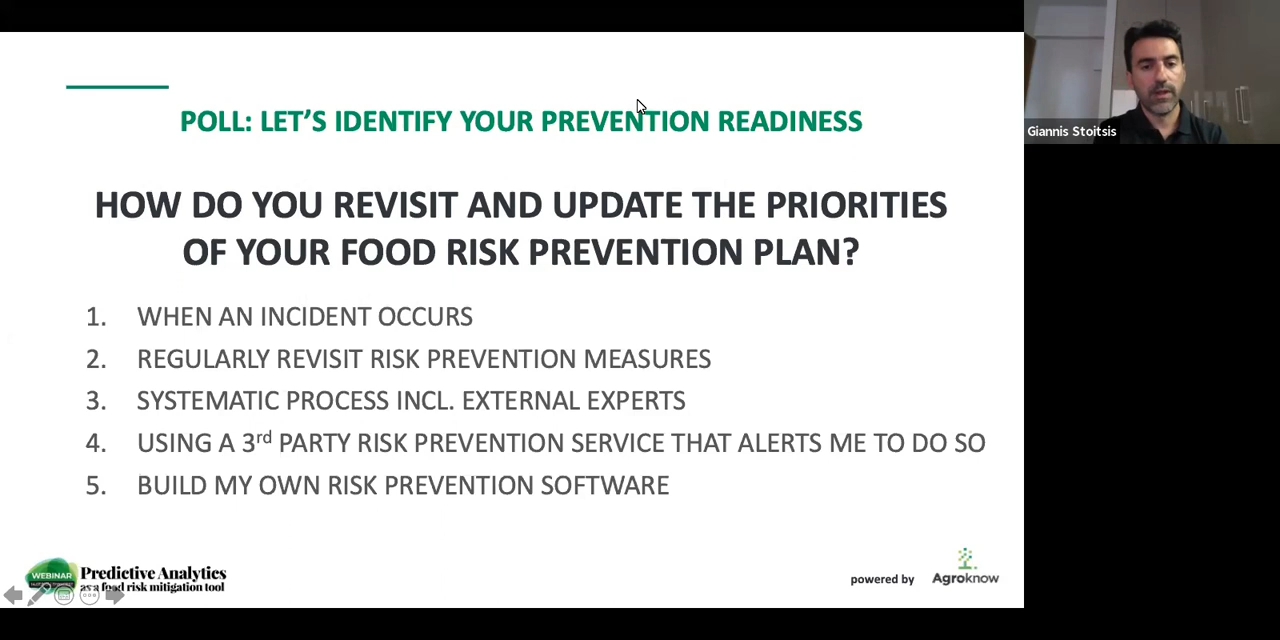 POLL: LET'S IDENTIFY YOUR PREVENTION READINESS
HOW DO YOU REVISIT AND UPDATE THE PRIORITIES
OF YOUR FOOD RISK PREVENTION PLAN?
1. WHEN AN INCIDENT OCCURS
2. REGULARLY REVISIT RISK PREVENTION MEASURES
3. SYSTEMATIC PROCESS INCL. EXTERNAL EXPERTS
4. USING A 3rd PARTY RISK PREVENTION SERVICE THAT ALERTS ME TO DO SO
5. BUILD MY OWN RISK PREVENTION SOFTWARE
WEBINAR
Predictive Analytics
as a food risk mitigation tool
powered by
Agroknow
Giannis Stoitsis